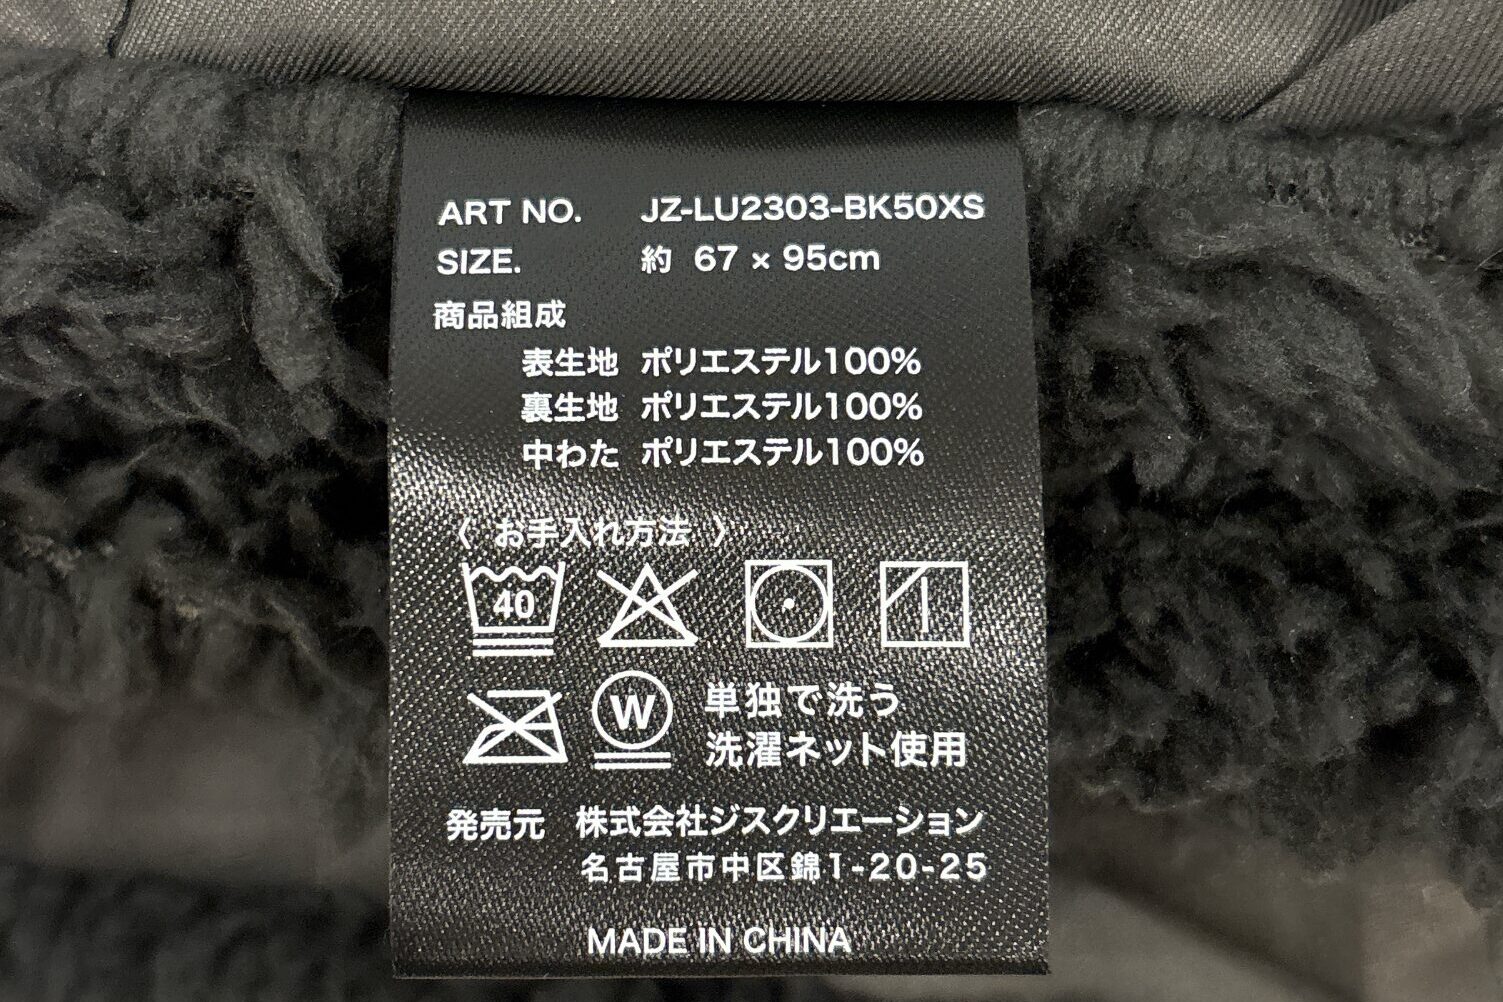 ART NO. JZ-LU2303-BK50XS
SIZE. 約 67 × 95cm
商品組成
表生地 ポリエステル100%
裏生地 ポリエステル100%
中わた ポリエステル100%
〈 お手入れ方法 〉
40
W 単独で洗う
洗濯ネット使用
発売元 株式会社ジスクリエーション
名古屋市中区錦1-20-25
MADE IN CHINA